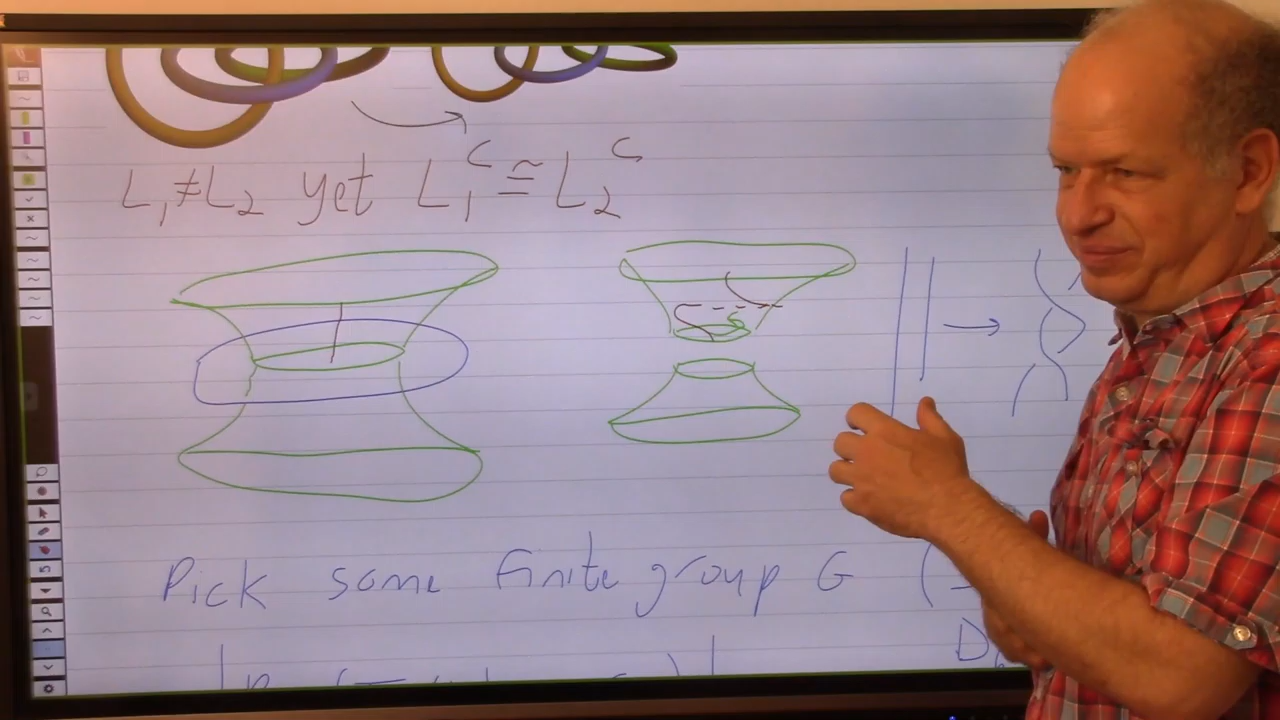 L₁ ≠ L₂ yet L₁ᶜ ≅ L₂ᶜ
Pick some finite group G (
D